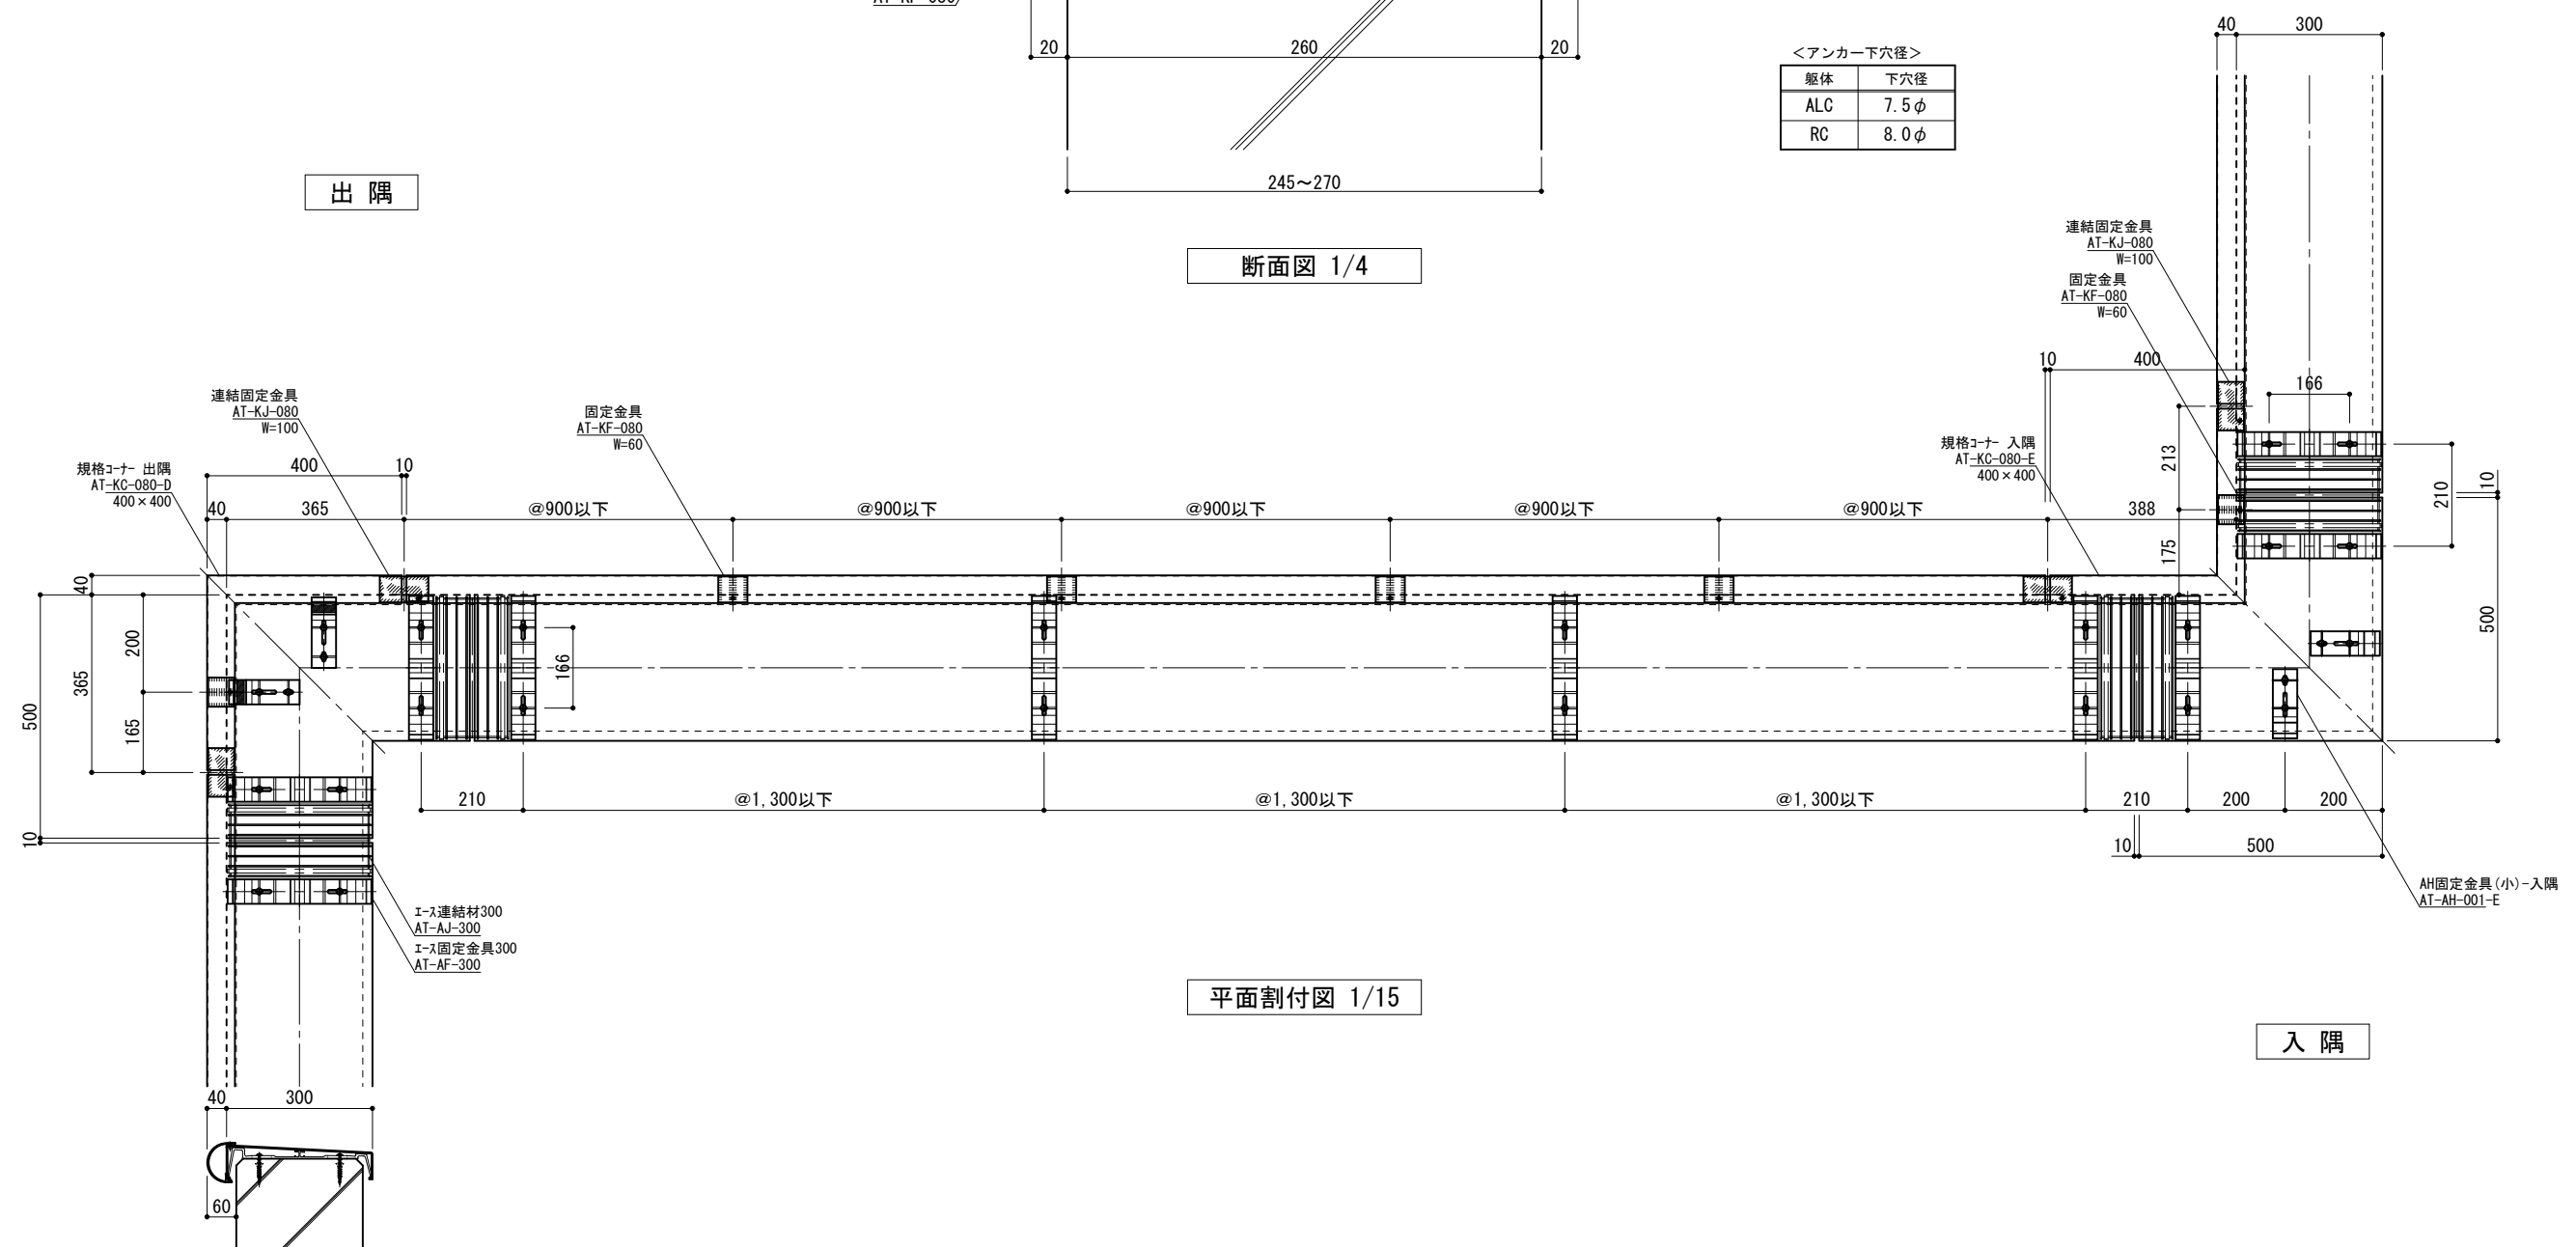 20
260
20
245～270
＜アンカー下穴径＞
躯体 下穴径
ALC 7.5φ
RC 8.0φ
40 300
出 隅
断面図 1/4
連結固定金具
AT-KJ-080
W=100
固定金具
AT-KF-080
W=60
10 400
166
213
175
210
10
500
連結固定金具
AT-KJ-080
W=100
固定金具
AT-KF-080
W=60
規格ｺｰﾅｰ 入隅
AT-KC-080-E
400×400
規格ｺｰﾅｰ 出隅
AT-KC-080-D
400×400
400 10
40 365 @900以下 @900以下 @900以下 @900以下 @900以下 388
40
200
365
165
500
10
166
210 @1,300以下 @1,300以下 @1,300以下 210 200 200
10 500
AH固定金具(小)-入隅
AT-AH-001-E
ｴｰｽ連結材300
AT-AJ-300
ｴｰｽ固定金具300
AT-AF-300
平面割付図 1/15
入 隅
40 300
60